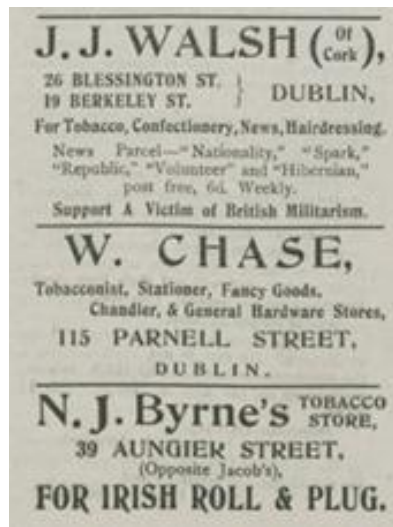 J. J. WALSH (Of Cork),
26 BLESSINGTON ST. }
19 BERKELEY ST. } DUBLIN,
For Tobacco, Confectionery, News, Hairdressing.
News Parcel—"Nationality," "Spark,"
"Republic," "Volunteer" and "Hibernian,"
post free, 6d. Weekly.
Support A Victim of British Militarism.
W. CHASE,
Tobacconist, Stationer, Fancy Goods,
Chandler, & General Hardware Stores,
115 PARNELL STREET,
DUBLIN.
N. J. Byrne's TOBACCO STORE,
39 AUNGIER STREET,
(Opposite Jacob's),
FOR IRISH ROLL & PLUG.